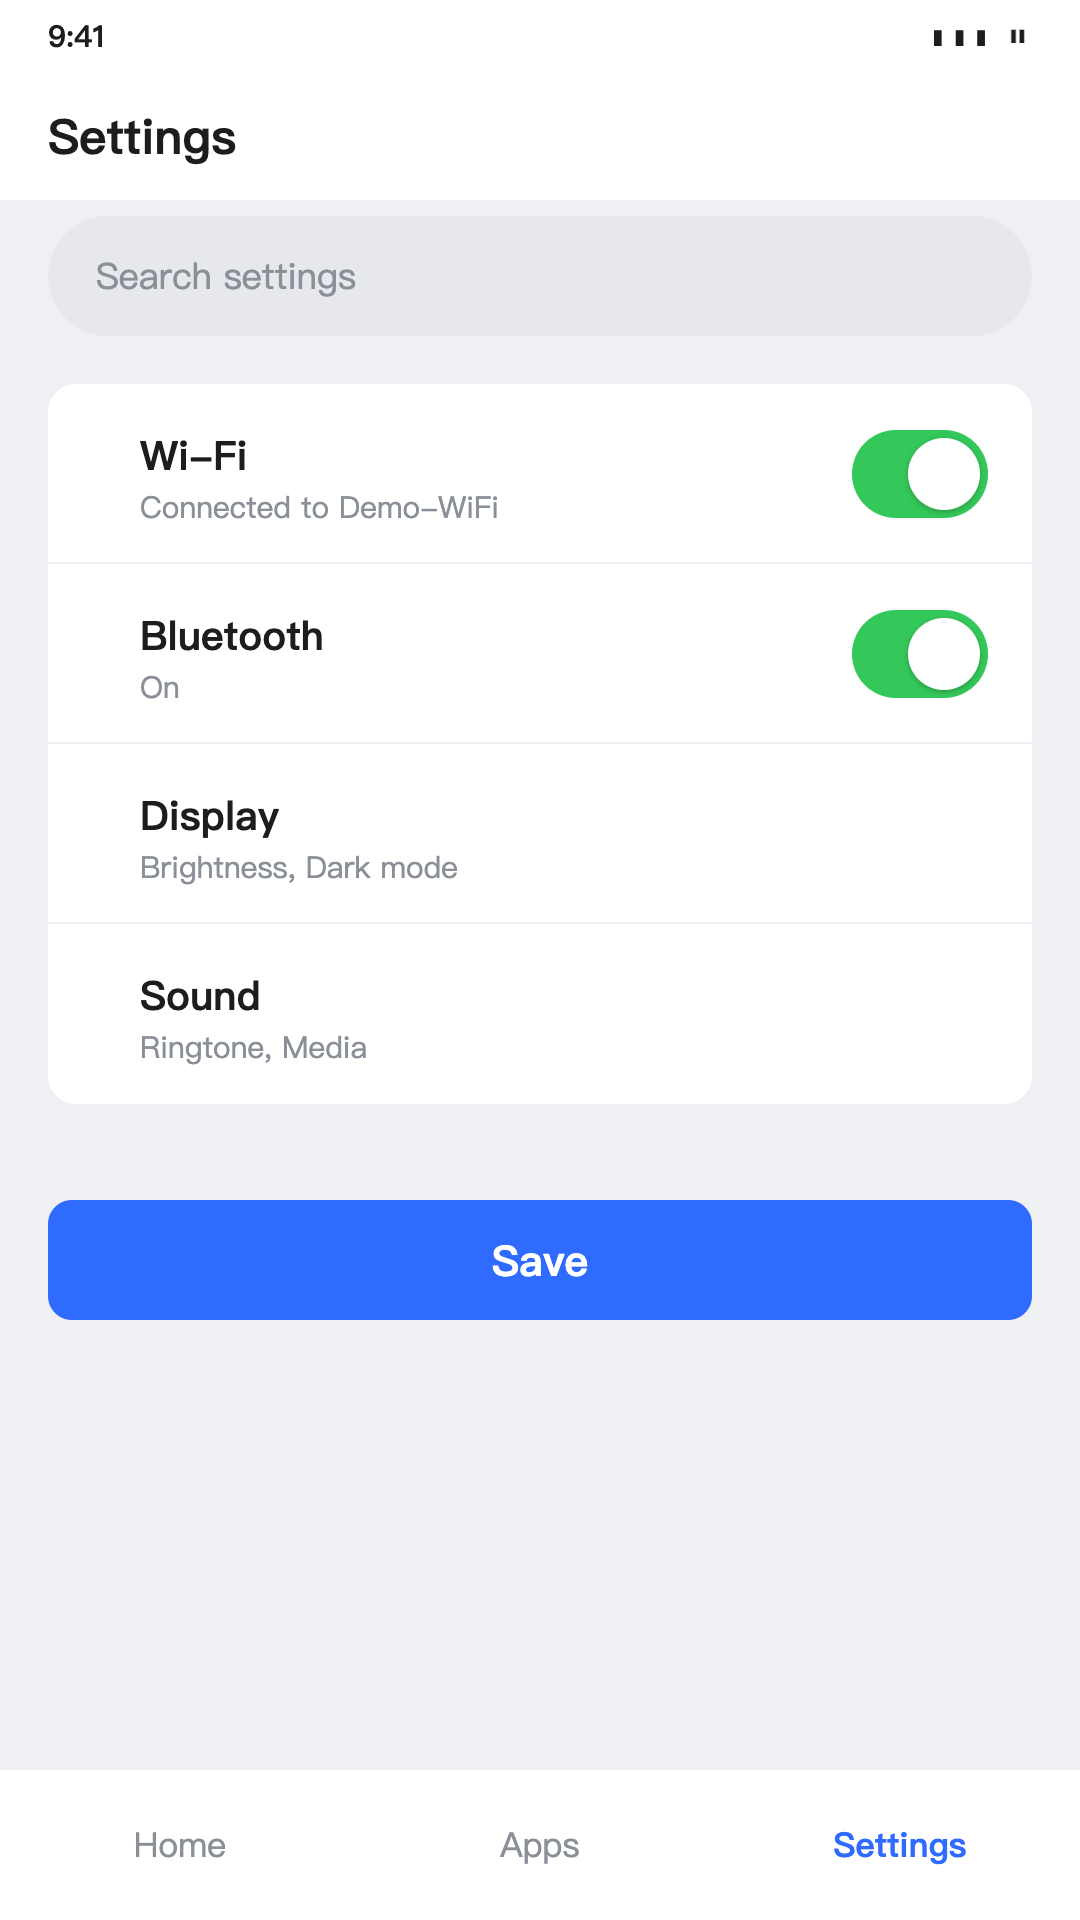 9:41
Settings
Search settings
Wi-Fi
Connected to Demo-WiFi
Bluetooth
On
Display
Brightness, Dark mode
Sound
Ringtone, Media
Save
Home
Apps
Settings